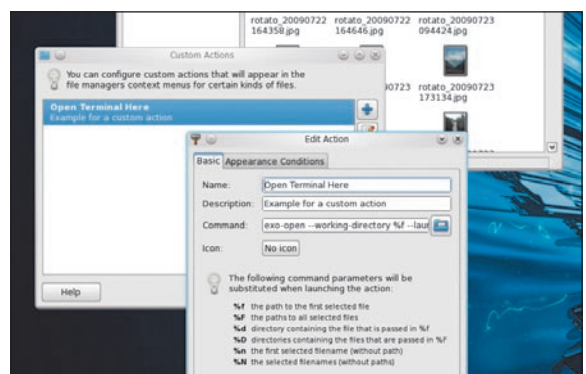 rotato_20090722 rotato_20090722 rotato_20090723
164358.jpg 164646.jpg 094424.jpg
Custom Actions
You can configure custom actions that will appear in the
file managers context menus for certain kinds of files.
0723 rotato_20090723
173134.jpg
Open Terminal Here
Example for a custom action
Edit Action
Basic Appearance Conditions
Name: Open Terminal Here
Description: Example for a custom action
Command: exo-open --working-directory %f --laur
Icon: No icon
The following command parameters will be
substituted when launching the action:
%f the path to the first selected file
%F the paths to all selected files
%d directory containing the file that is passed in %f
%D directories containing the files that are passed in %F
%n the first selected filename (without path)
%N the selected filenames (without paths)
Help